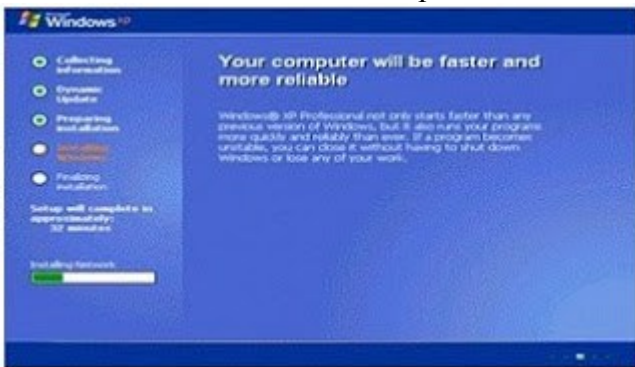 Microsoft
Windows xp
Collecting
information
Dynamic
Update
Preparing
installation
Installing
Windows
Finalizing
installation
Setup will complete in
approximately:
32 minutes
Installing Network
Your computer will be faster and
more reliable
Windows® XP Professional not only starts faster than any
previous version of Windows, but it also runs your programs
more quickly and reliably than ever. If a program becomes
unstable, you can close it without having to shut down
Windows or lose any of your work.